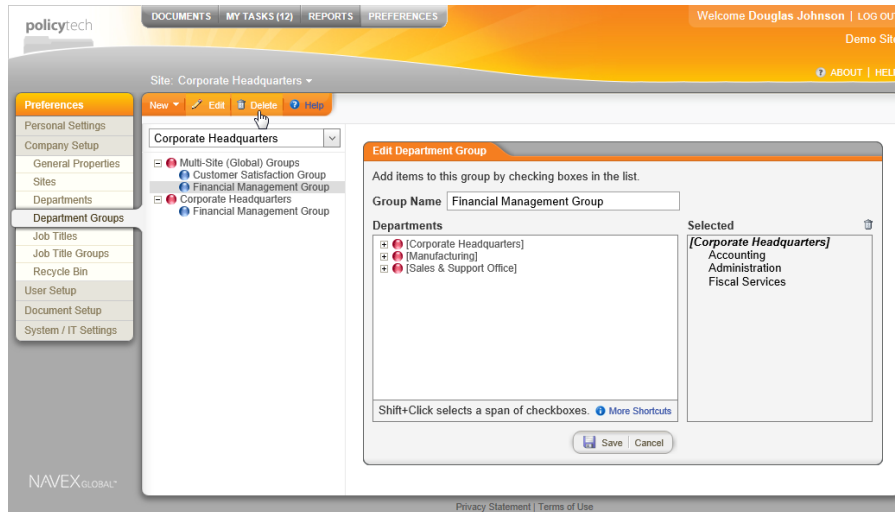 policytech
DOCUMENTS MY TASKS (12) REPORTS PREFERENCES
Welcome Douglas Johnson | LOG OU
Demo Site
Site: Corporate Headquarters
ABOUT | HEL
Preferences
Personal Settings
Company Setup
General Properties
Sites
Departments
Department Groups
Job Titles
Job Title Groups
Recycle Bin
User Setup
Document Setup
System / IT Settings
New Edit Delete Help
Corporate Headquarters
Multi-Site (Global) Groups
Customer Satisfaction Group
Financial Management Group
Corporate Headquarters
Financial Management Group
Edit Department Group
Add items to this group by checking boxes in the list.
Group Name Financial Management Group
Departments
[Corporate Headquarters]
[Manufacturing]
[Sales & Support Office]
Shift+Click selects a span of checkboxes. More Shortcuts
Selected
[Corporate Headquarters]
Accounting
Administration
Fiscal Services
Save | Cancel
NAVEX GLOBAL™
Privacy Statement | Terms of Use